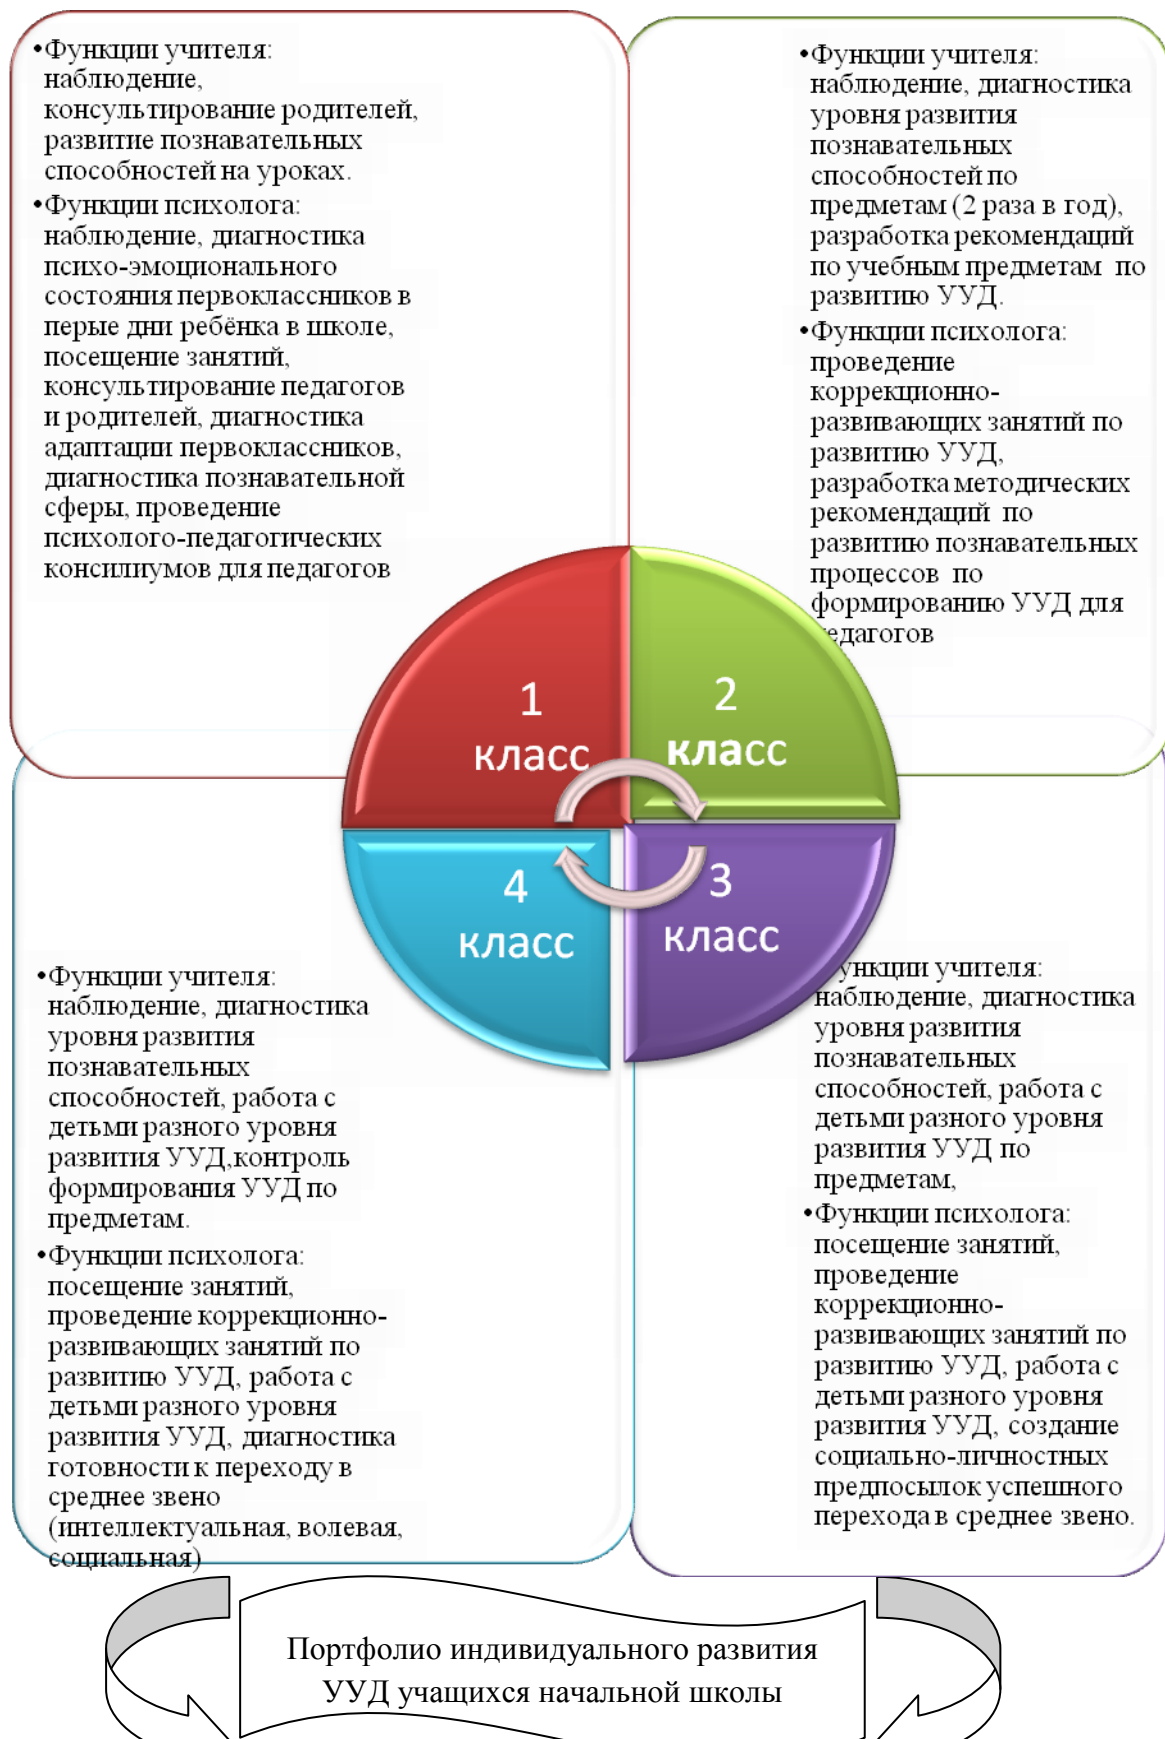 •Функции учителя:
наблюдение,
консультирование родителей,
развитие познавательных
способностей на уроках.
•Функции психолога:
наблюдение, диагностика
психо-эмоционального
состояния первоклассников в
перые дни ребёнка в школе,
посещение занятий,
консультирование педагогов
и родителей, диагностика
адаптации первоклассников,
диагностика познавательной
сферы, проведение
психолого-педагогических
консилиумов для педагогов
•Функции учителя:
наблюдение, диагностика
уровня развития
познавательных
способностей по
предметам (2 раза в год),
разработка рекомендаций
по учебным предметам по
развитию УУД.
•Функции психолога:
проведение
коррекционно-
развивающих занятий по
развитию УУД,
разработка методических
рекомендаций по
развитию познавательных
процессов по
формированию УУД для
едагогов
1
класс
2
класс
4
класс
3
класс
•Функции учителя:
наблюдение, диагностика
уровня развития
познавательных
способностей, работа с
детьми разного уровня
развития УУД,контроль
формирования УУД по
предметам.
•Функции психолога:
посещение занятий,
проведение коррекционно-
развивающих занятий по
развитию УУД, работа с
детьми разного уровня
развития УУД, диагностика
готовности к переходу в
среднее звено
(интеллектуальная, волевая,
социальная)
ункции учителя:
наблюдение, диагностика
уровня развития
познавательных
способностей, работа с
детьми разного уровня
развития УУД по
предметам,
•Функции психолога:
посещение занятий,
проведение
коррекционно-
развивающих занятий по
развитию УУД, работа с
детьми разного уровня
развития УУД, создание
социально-личностных
предпосылок успешного
перехода в среднее звено.
Портфолио индивидуального развития
УУД учащихся начальной школы